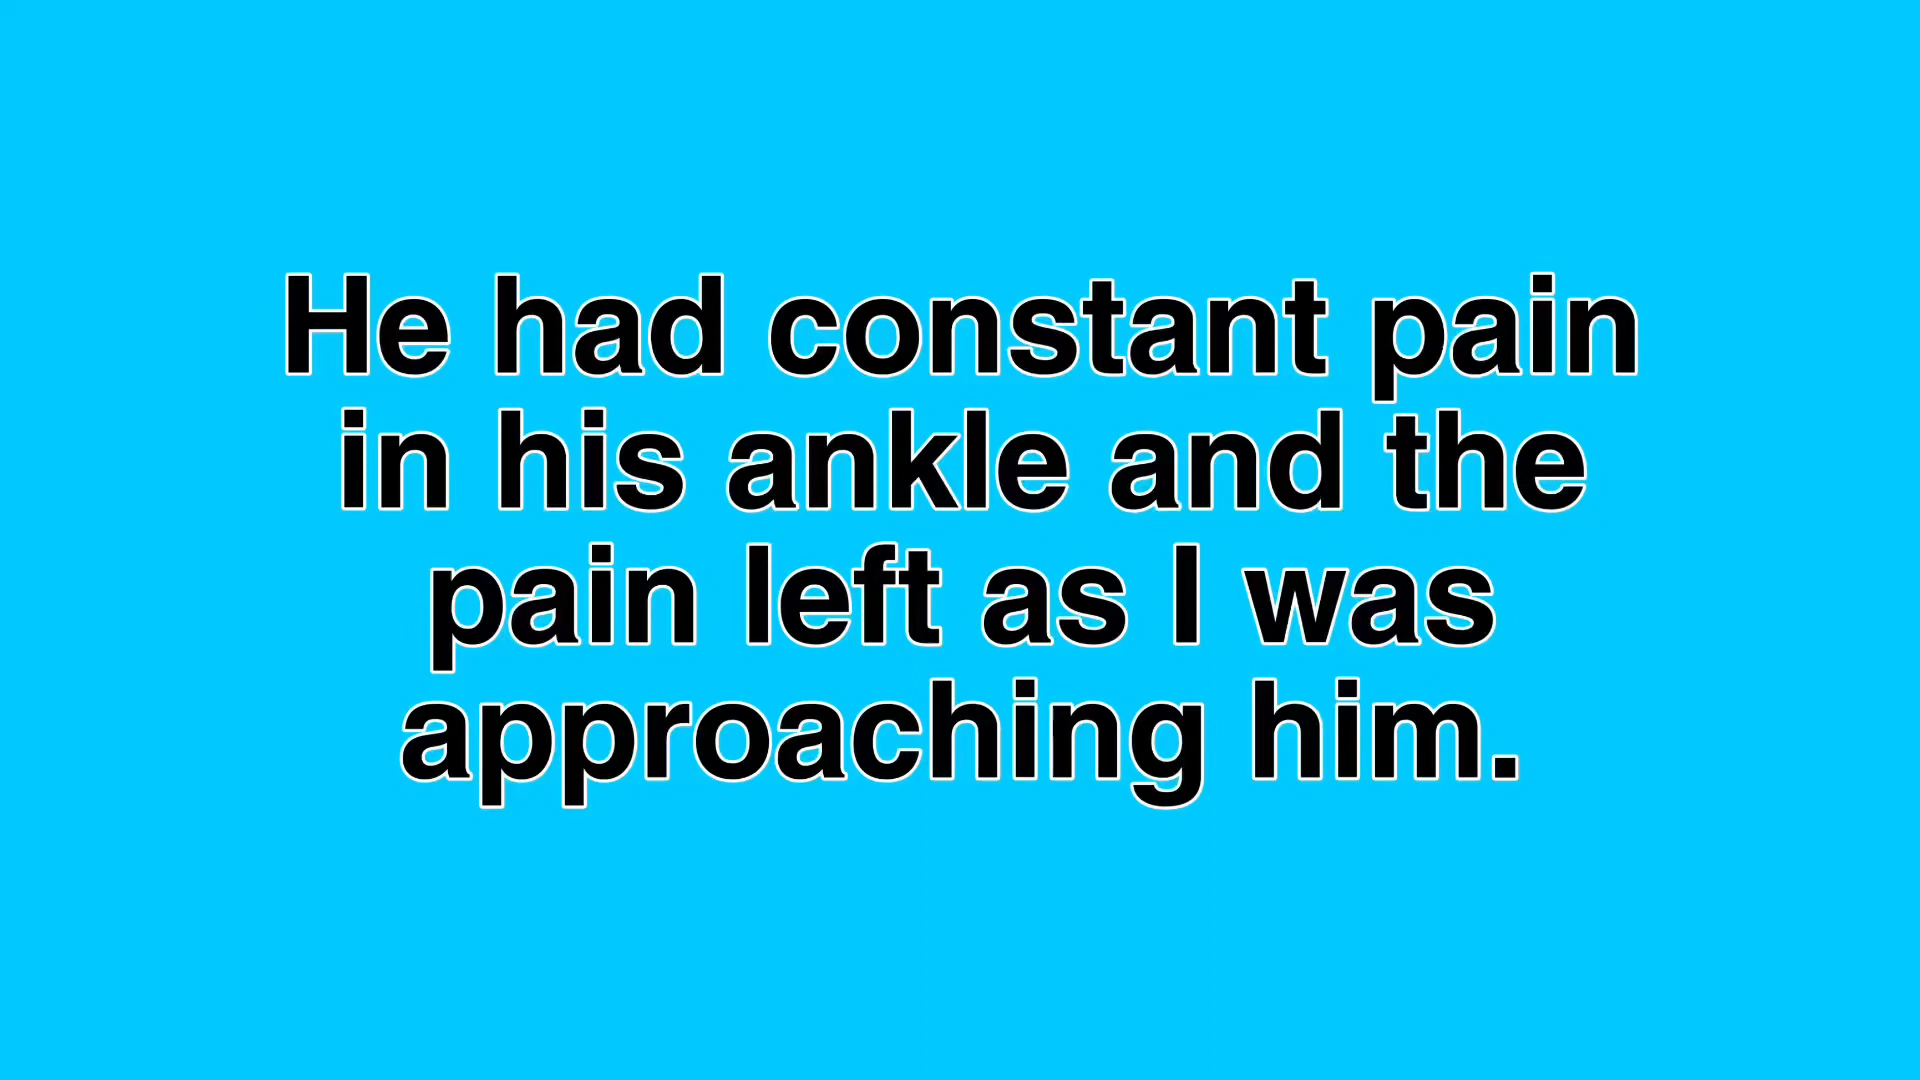 He had constant pain
in his ankle and the
pain left as I was
approaching him.